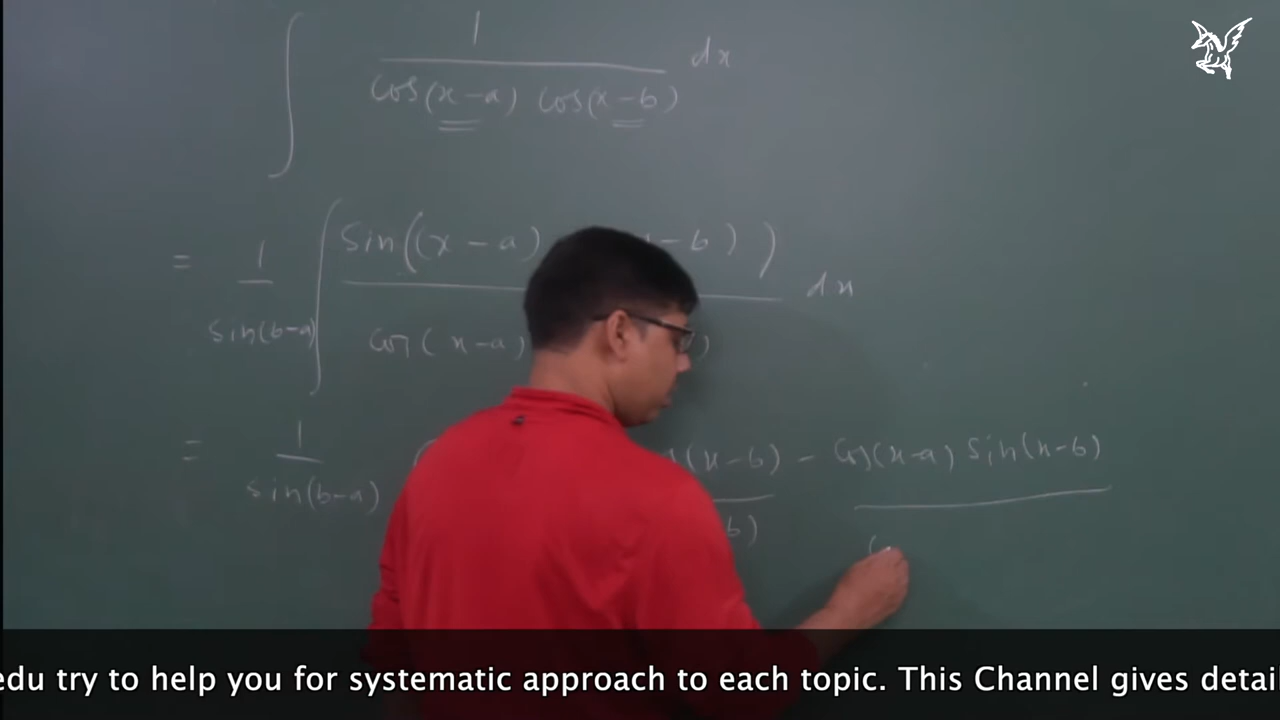 ∫ 1 / cos(x-a) cos(x-b) dx
= 1 / sin(b-a) ∫ sin((x-a) -b)) / cos(x-a) ) dx
= 1 / sin(b-a) (x-b) / b) - cos(x-a) sin(x-b) / (
edu try to help you for systematic approach to each topic. This Channel gives detai